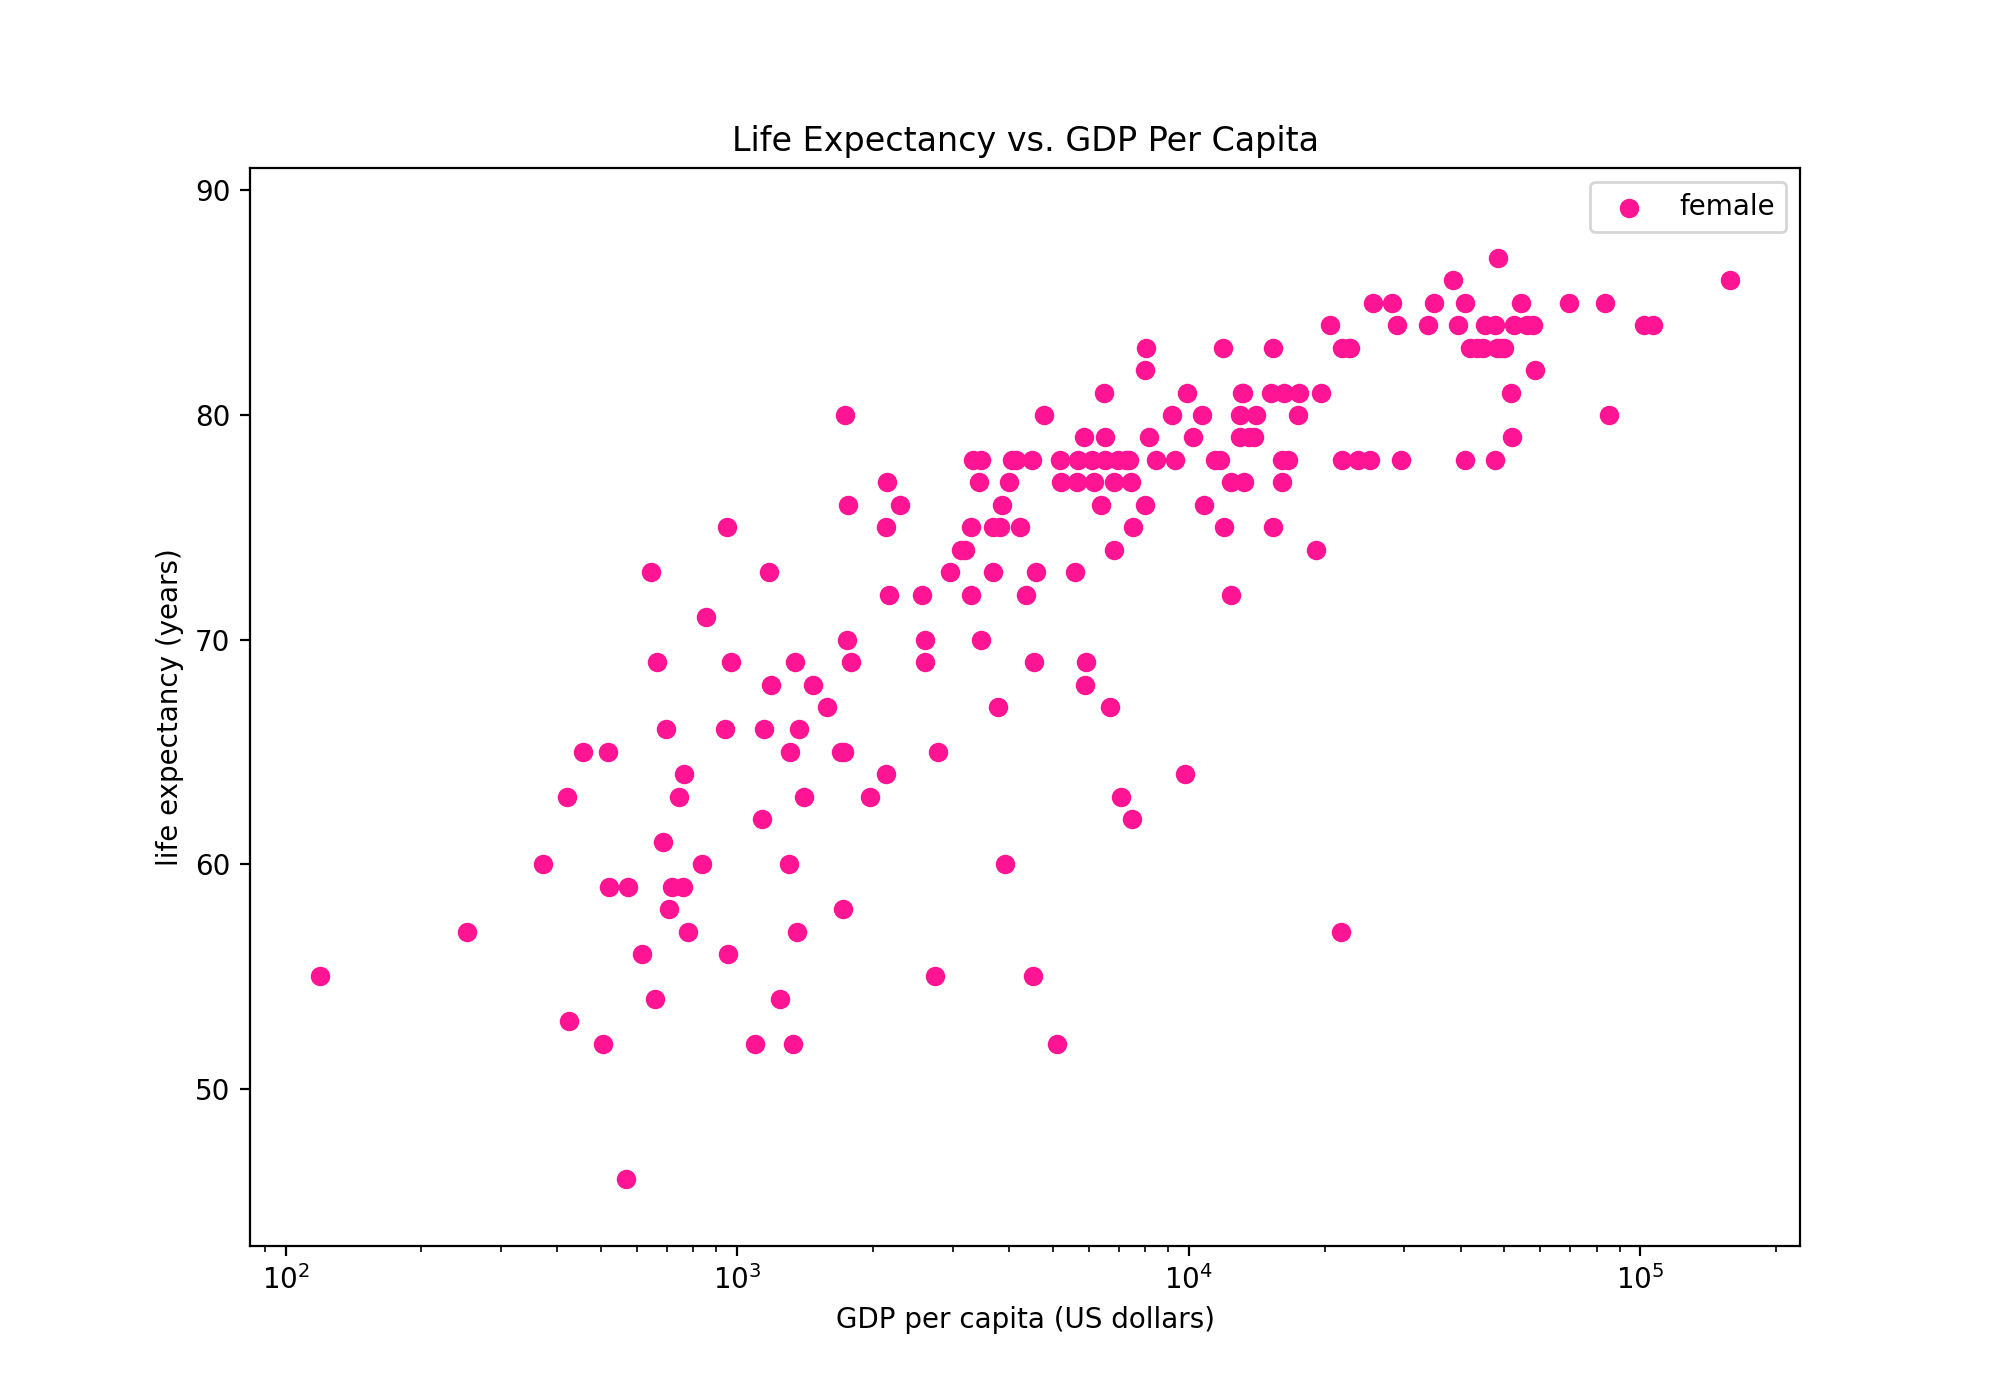 Life Expectancy vs. GDP Per Capita
90
female
80
70
60
50
life expectancy (years)
10²
10³
10⁴
10⁵
GDP per capita (US dollars)